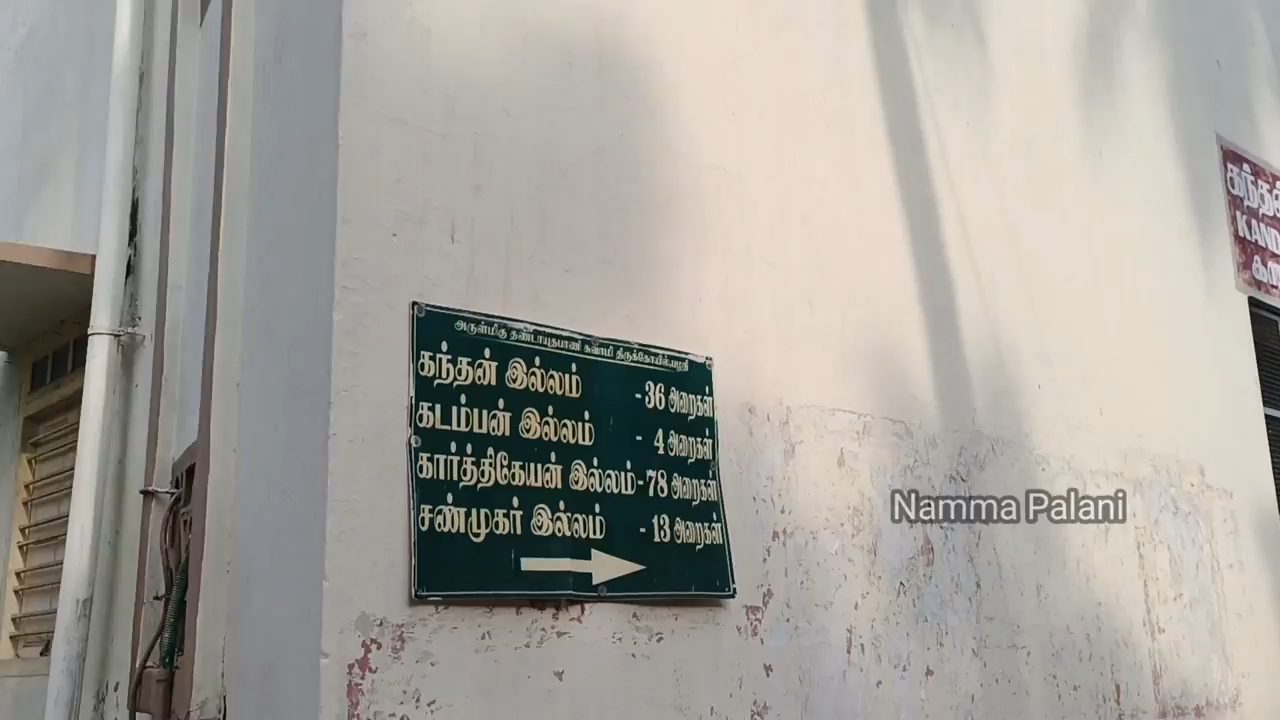 அருள்மிகு தண்டாயுதபாணி சுவாமி திருக்கோயில்,பழநி
கந்தன் இல்லம் - 36 அறைகள்
கடம்பன் இல்லம் - 4 அறைகள்
கார்த்திகேயன் இல்லம் - 78 அறைகள்
சண்முகர் இல்லம் - 13 அறைகள்
Namma Palani